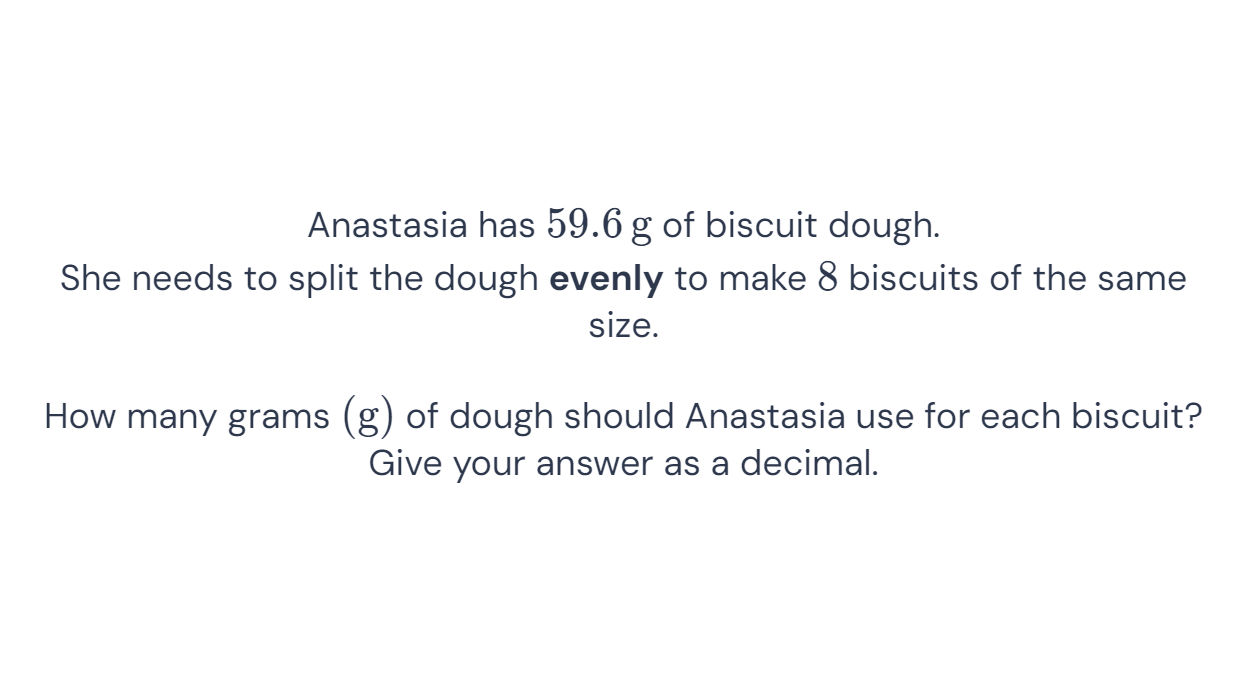 Anastasia has 59.6 g of biscuit dough.
She needs to split the dough evenly to make 8 biscuits of the same
size.
How many grams (g) of dough should Anastasia use for each biscuit?
Give your answer as a decimal.